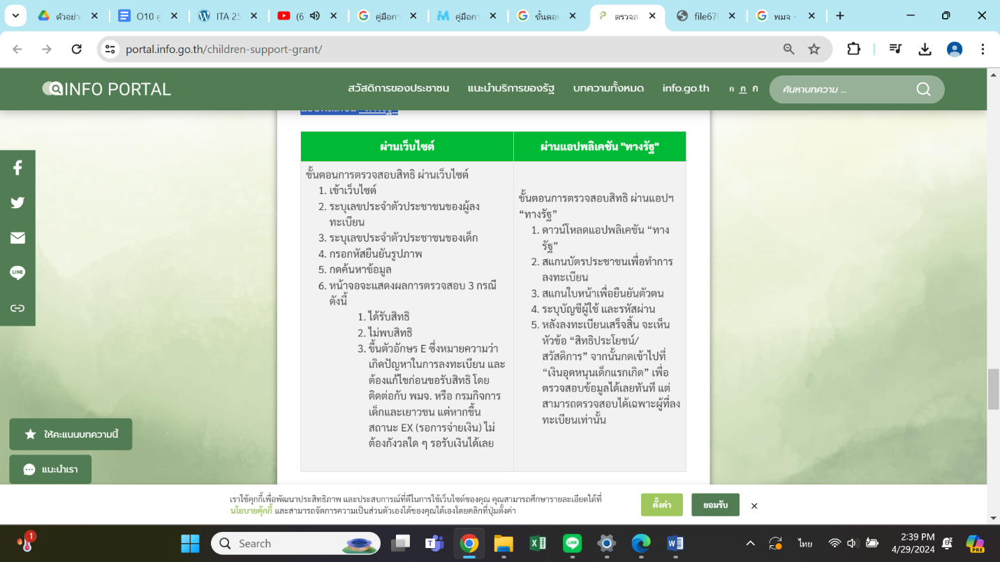 ตัวอย่า
O10 คู่
ITA 25
(6
คู่มือกา
คู่มือกา
ขั้นตอน
ตรวจส
file670
พมจ -
portal.info.go.th/children-support-grant/
INFO PORTAL
สวัสดิการของประชาชน
แนะนำบริการของรัฐ
บทความทั้งหมด
info.go.th
ก ก ก
ค้นหาบทความ ...
ผ่านเว็บไซต์
ขั้นตอนการตรวจสอบสิทธิ ผ่านเว็บไซต์
1. เข้าเว็บไซต์
2. ระบุเลขประจำตัวประชาชนของผู้ลง
ทะเบียน
3. ระบุเลขประจำตัวประชาชนของเด็ก
4. กรอกหัสยืนยันรูปภาพ
5. กดค้นหาข้อมูล
6. หน้าจอจะแสดงผลการตรวจสอบ 3 กรณี
ดังนี้
1. ได้รับสิทธิ
2. ไม่พบสิทธิ
3. ขึ้นตัวอักษร E ซึ่งหมายความว่า
เกิดปัญหาในการลงทะเบียน และ
ต้องแก้ไขก่อนขอรับสิทธิ โดย
ติดต่อกับ พมจ. หรือ กรมกิจการ
เด็กและเยาวชน แต่หากขึ้น
สถานะ EX (รอการจ่ายเงิน) ไม่
ต้องกังวลใด ๆ รอรับเงินได้เลย
ผ่านแอปพลิเคชัน "ทางรัฐ"
ขั้นตอนการตรวจสอบสิทธิ ผ่านแอปฯ
“ทางรัฐ”
1. ดาวน์โหลดแอปพลิเคชัน “ทาง
รัฐ”
2. สแกนบัตรประชาชนเพื่อทำการ
ลงทะเบียน
3. สแกนใบหน้าเพื่อยืนยันตัวตน
4. ระบุบัญชีผู้ใช้ และรหัสผ่าน
5. หลังลงทะเบียนเสร็จสิ้น จะเห็น
หัวข้อ “สิทธิประโยชน์/
สวัสดิการ” จากนั้นกดเข้าไปที่
“เงินอุดหนุนเด็กแรกเกิด” เพื่อ
ตรวจสอบข้อมูลได้เลยทันที แต่
สามารถตรวจสอบได้เฉพาะผู้ที่ลง
ทะเบียนเท่านั้น
LINE
ให้คะแนนบทความนี้
แนะนำเรา
เราใช้คุกกี้เพื่อพัฒนาประสิทธิภาพ และประสบการณ์ที่ดีในการใช้เว็บไซต์ของคุณ คุณสามารถศึกษารายละเอียดได้ที่
นโยบายคุ้กกี้ และสามารถจัดการความเป็นส่วนตัวเองได้ของคุณได้เองโดยคลิกที่ปุ่มตั้งค่า
ตั้งค่า
ยอมรับ
1
Search
ไทย
2:39 PM
4/29/2024
PRE